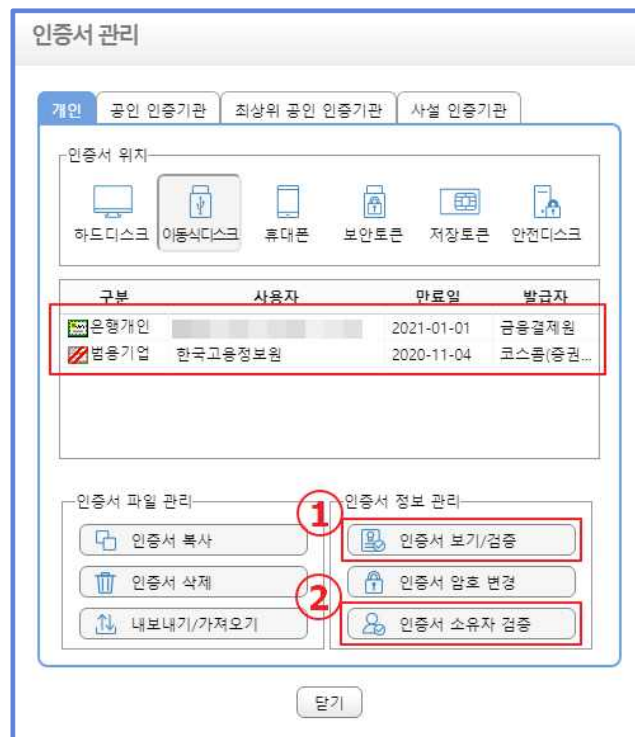 인증서 관리
개인 공인 인증기관 최상위 공인 인증기관 사설 인증기관
인증서 위치
하드디스크 이동식디스크 휴대폰 보안토큰 저장토큰 안전디스크
구분 사용자 만료일 발급자
은행개인 2021-01-01 금융결제원
범용기업 한국고용정보원 2020-11-04 코스콤(증권...
인증서 파일 관리 ① 인증서 정보 관리
인증서 복사 인증서 보기/검증
인증서 삭제 인증서 암호 변경
내보내기/가져오기 ② 인증서 소유자 검증
닫기